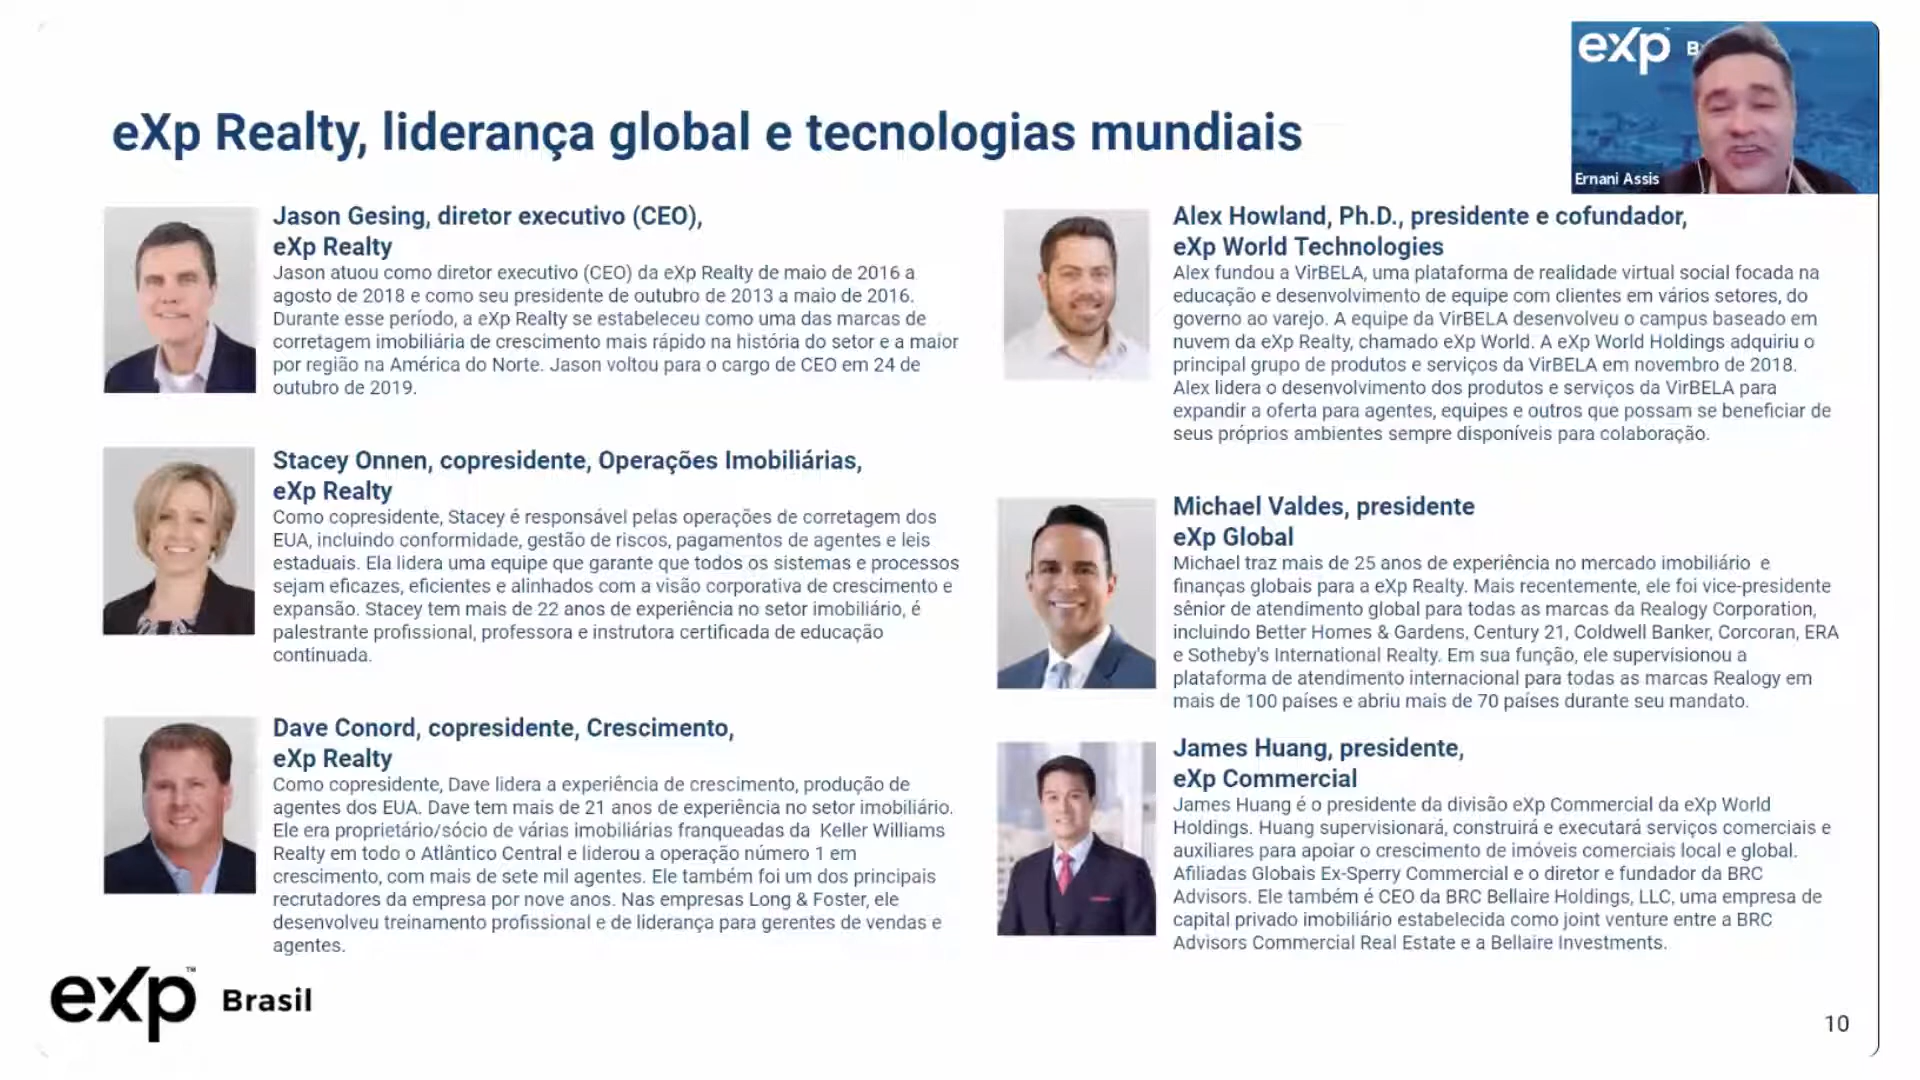 eXp B
Ernani Assis
eXp Realty, liderança global e tecnologias mundiais
Jason Gesing, diretor executivo (CEO),
eXp Realty
Jason atuou como diretor executivo (CEO) da eXp Realty de maio de 2016 a
agosto de 2018 e como seu presidente de outubro de 2013 a maio de 2016.
Durante esse período, a eXp Realty se estabeleceu como uma das marcas de
corretagem imobiliária de crescimento mais rápido na história do setor e a maior
por região na América do Norte. Jason voltou para o cargo de CEO em 24 de
outubro de 2019.
Stacey Onnen, copresidente, Operações Imobiliárias,
eXp Realty
Como copresidente, Stacey é responsável pelas operações de corretagem dos
EUA, incluindo conformidade, gestão de riscos, pagamentos de agentes e leis
estaduais. Ela lidera uma equipe que garante que todos os sistemas e processos
sejam eficazes, eficientes e alinhados com a visão corporativa de crescimento e
expansão. Stacey tem mais de 22 anos de experiência no setor imobiliário, é
palestrante profissional, professora e instrutora certificada de educação
continuada.
Dave Conord, copresidente, Crescimento,
eXp Realty
Como copresidente, Dave lidera a experiência de crescimento, produção de
agentes dos EUA. Dave tem mais de 21 anos de experiência no setor imobiliário.
Ele era proprietário/sócio de várias imobiliárias franqueadas da Keller Williams
Realty em todo o Atlântico Central e liderou a operação número 1 em
crescimento, com mais de sete mil agentes. Ele também foi um dos principais
recrutadores da empresa por nove anos. Nas empresas Long & Foster, ele
desenvolveu treinamento profissional e de liderança para gerentes de vendas e
agentes.
Alex Howland, Ph.D., presidente e cofundador,
eXp World Technologies
Alex fundou a VirBELA, uma plataforma de realidade virtual social focada na
educação e desenvolvimento de equipe com clientes em vários setores, do
governo ao varejo. A equipe da VirBELA desenvolveu o campus baseado em
nuvem da eXp Realty, chamado eXp World. A eXp World Holdings adquiriu o
principal grupo de produtos e serviços da VirBELA em novembro de 2018.
Alex lidera o desenvolvimento dos produtos e serviços da VirBELA para
expandir a oferta para agentes, equipes e outros que possam se beneficiar de
seus próprios ambientes sempre disponíveis para colaboração.
Michael Valdes, presidente
eXp Global
Michael traz mais de 25 anos de experiência no mercado imobiliário e
finanças globais para a eXp Realty. Mais recentemente, ele foi vice-presidente
sênior de atendimento global para todas as marcas da Realogy Corporation,
incluindo Better Homes & Gardens, Century 21, Coldwell Banker, Corcoran, ERA
e Sotheby's International Realty. Em sua função, ele supervisionou a
plataforma de atendimento internacional para todas as marcas Realogy em
mais de 100 países e abriu mais de 70 países durante seu mandato.
James Huang, presidente,
eXp Commercial
James Huang é o presidente da divisão eXp Commercial da eXp World
Holdings. Huang supervisionará, construirá e executará serviços comerciais e
auxiliares para apoiar o crescimento de imóveis comerciais local e global.
Afiliadas Globais Ex-Sperry Commercial e o diretor e fundador da BRC
Advisors. Ele também é CEO da BRC Bellaire Holdings, LLC, uma empresa de
capital privado imobiliário estabelecida como joint venture entre a BRC
Advisors Commercial Real Estate e a Bellaire Investments.
eXp™ Brasil
10